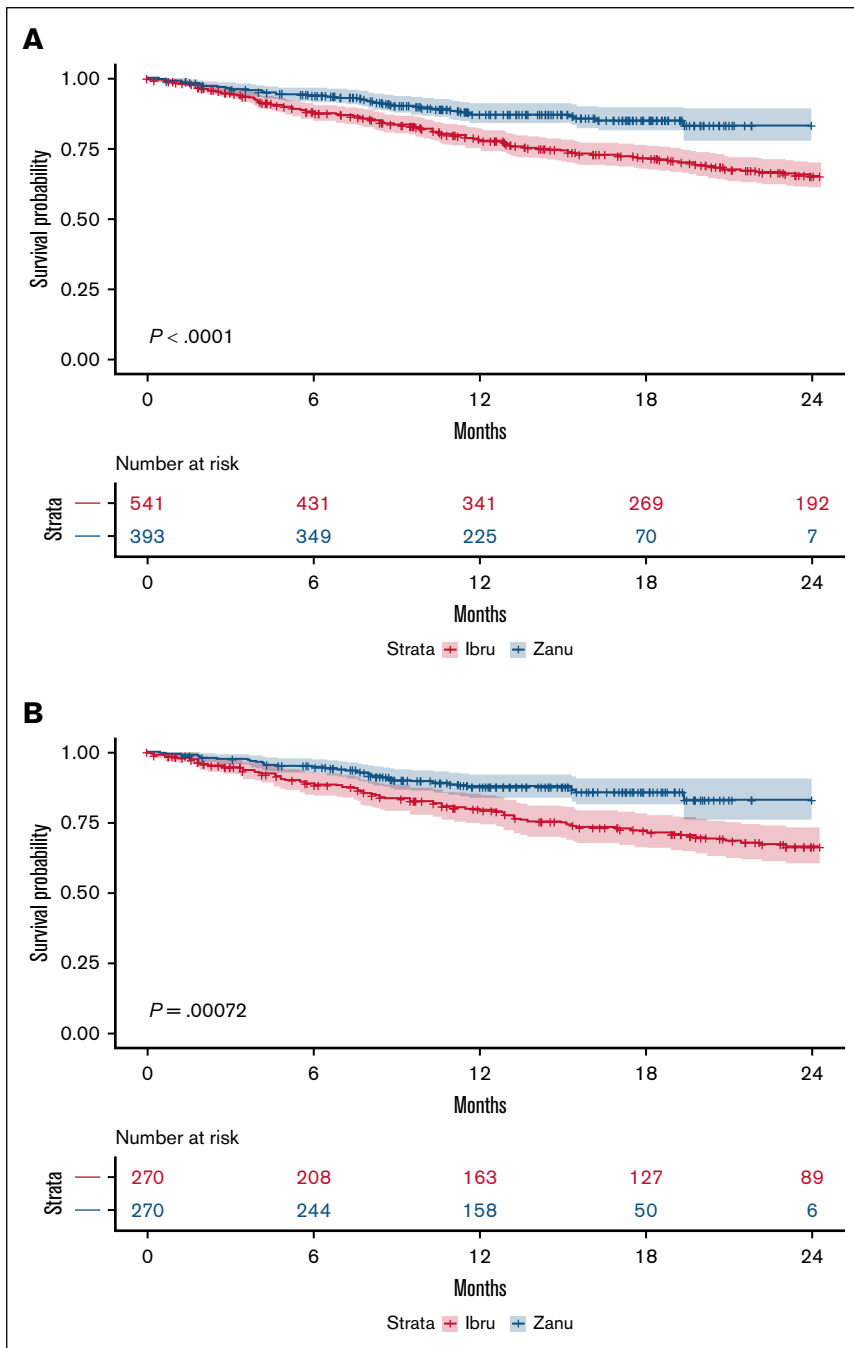 A
Survival probability
1.00
0.75
0.50
0.25
0.00
P < .0001
0 6 12 18 24
Months
Number at risk
Strata
541 431 341 269 192
393 349 225 70 7
0 6 12 18 24
Months
Strata Ibru Zanu
B
Survival probability
1.00
0.75
0.50
0.25
0.00
P = .00072
0 6 12 18 24
Months
Number at risk
Strata
270 208 163 127 89
270 244 158 50 6
0 6 12 18 24
Months
Strata Ibru Zanu